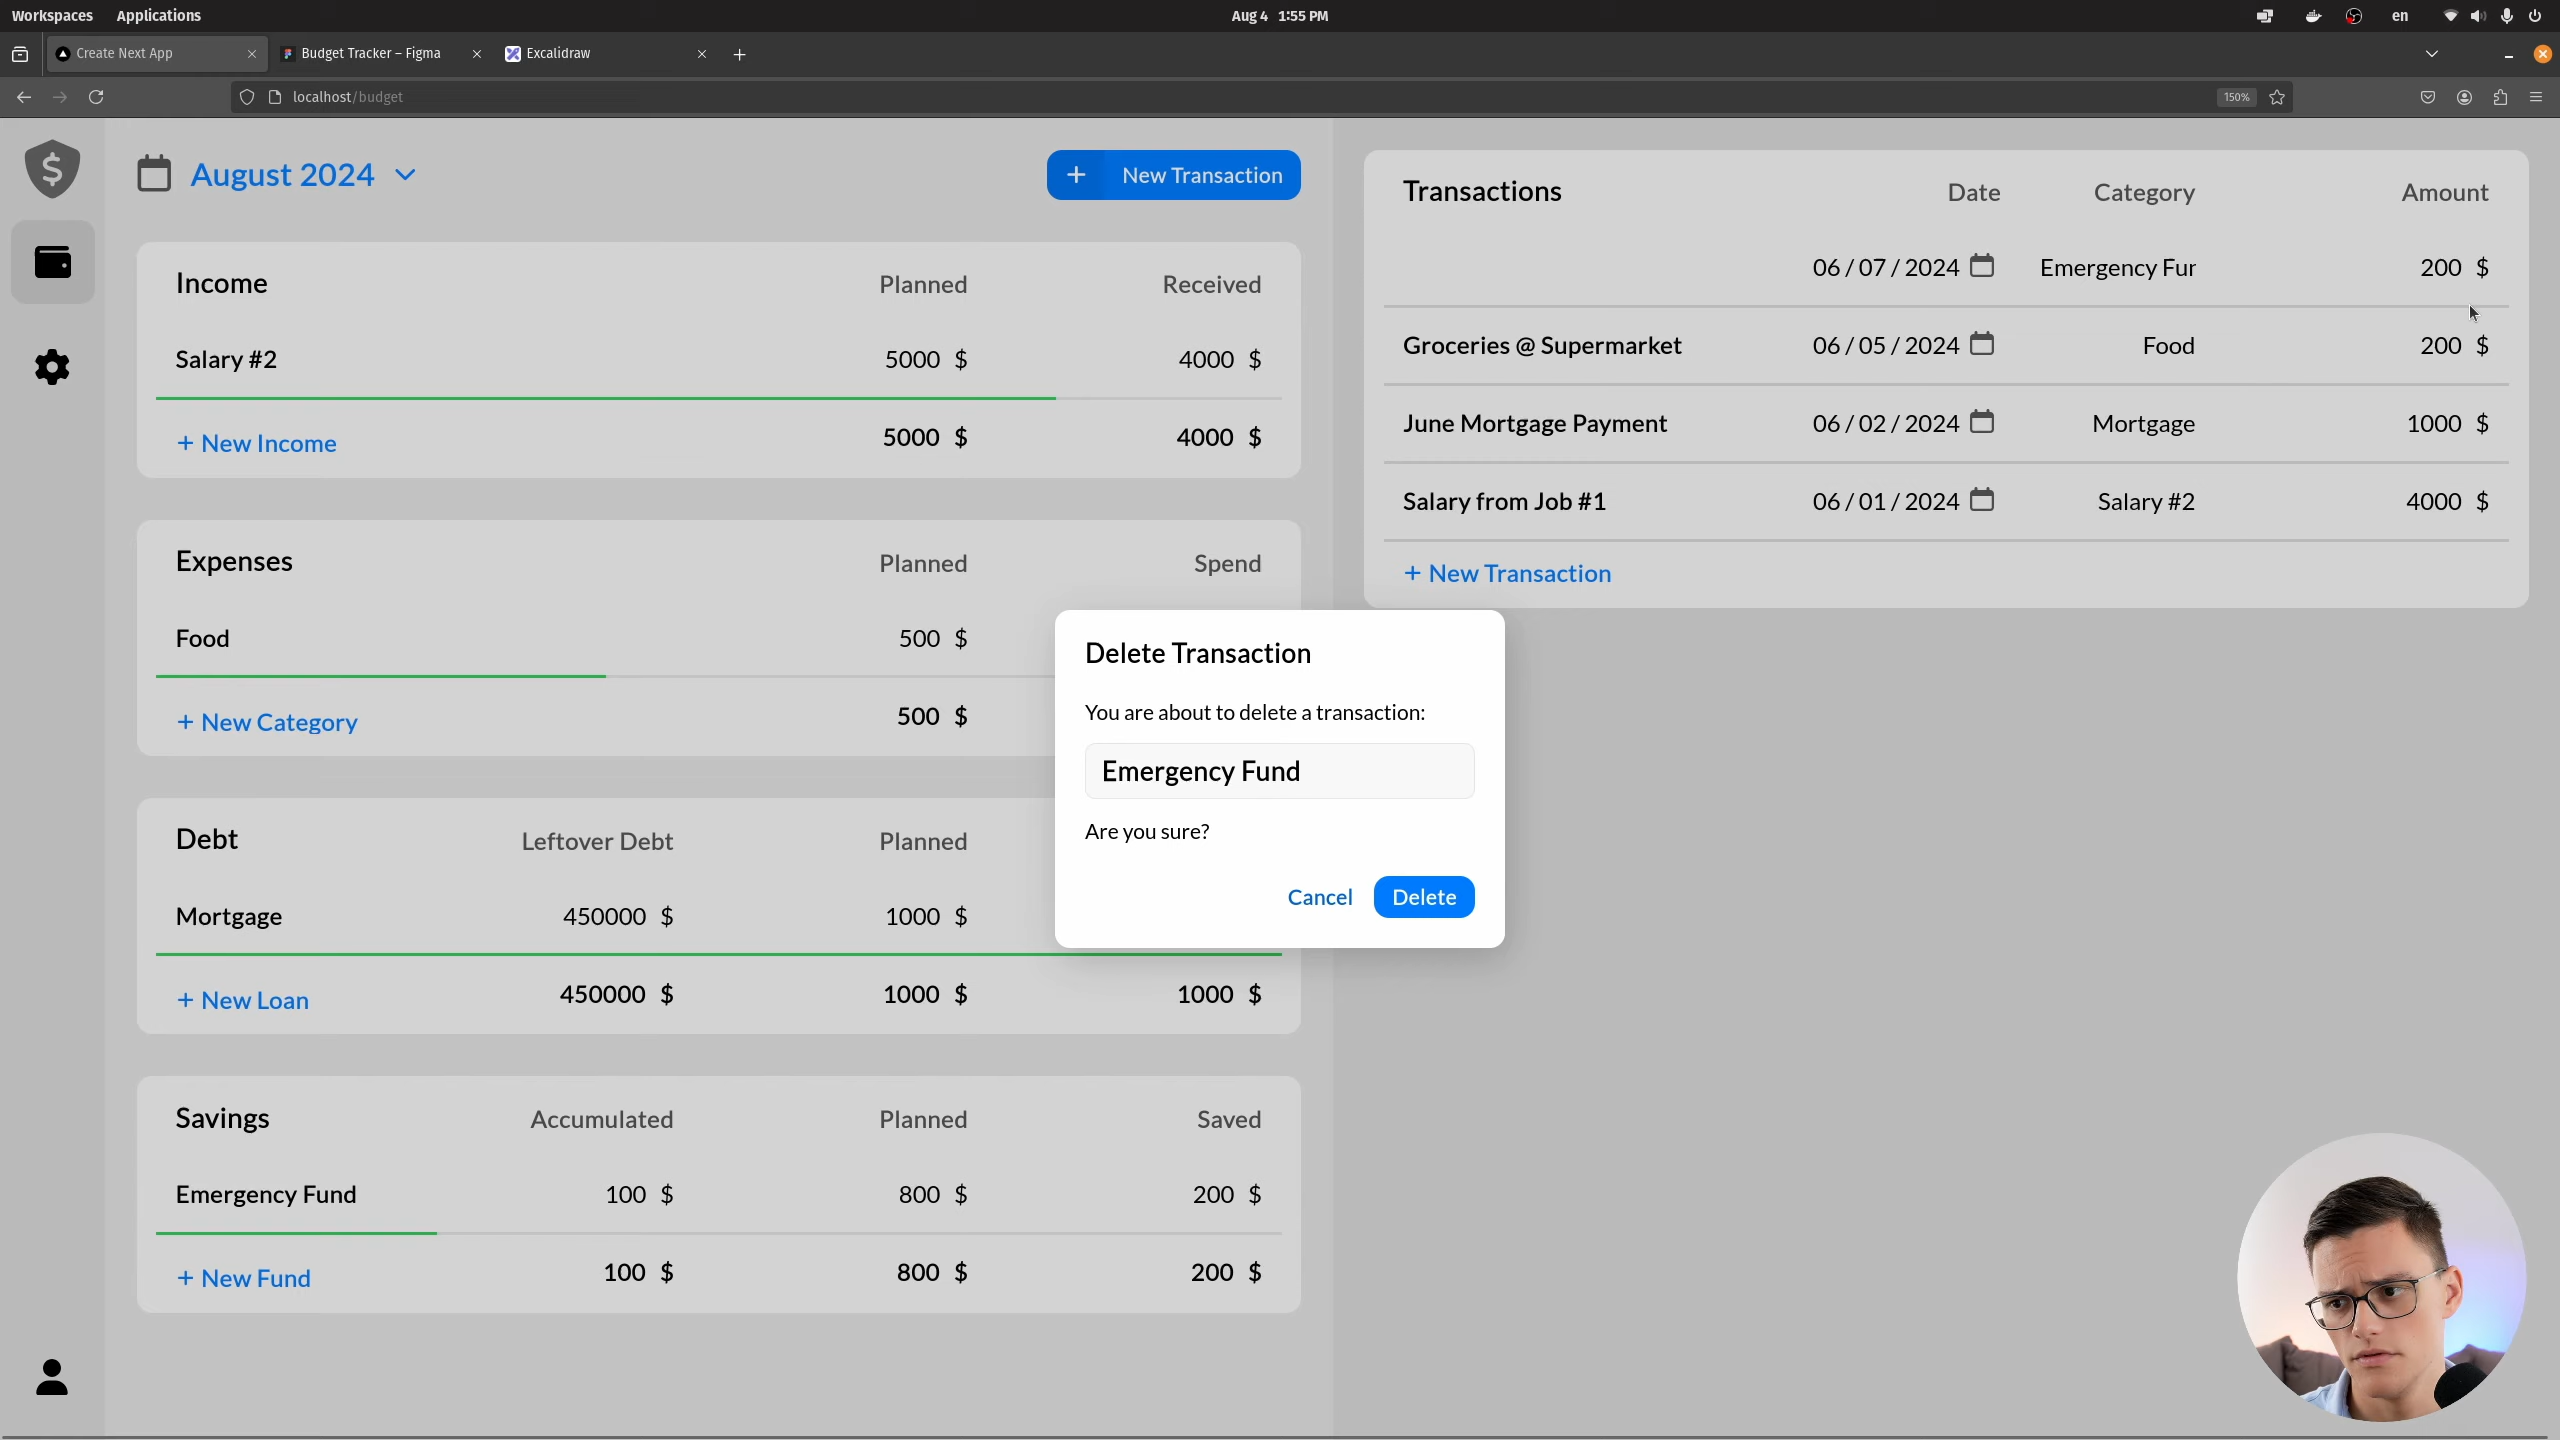 Workspaces Applications Aug 4 1:55 PM en
Create Next App Budget Tracker – Figma Excalidraw
localhost/budget 150%
August 2024 + New Transaction
Income Planned Received
Salary #2 5000 $ 4000 $
+ New Income 5000 $ 4000 $
Expenses Planned Spend
Food 500 $
+ New Category 500 $
Debt Leftover Debt Planned
Mortgage 450000 $ 1000 $
+ New Loan 450000 $ 1000 $ 1000 $
Savings Accumulated Planned Saved
Emergency Fund 100 $ 800 $ 200 $
+ New Fund 100 $ 800 $ 200 $
Transactions Date Category Amount
06 / 07 / 2024 Emergency Fur 200 $
Groceries @ Supermarket 06 / 05 / 2024 Food 200 $
June Mortgage Payment 06 / 02 / 2024 Mortgage 1000 $
Salary from Job #1 06 / 01 / 2024 Salary #2 4000 $
+ New Transaction
Delete Transaction
You are about to delete a transaction:
Emergency Fund
Are you sure?
Cancel Delete